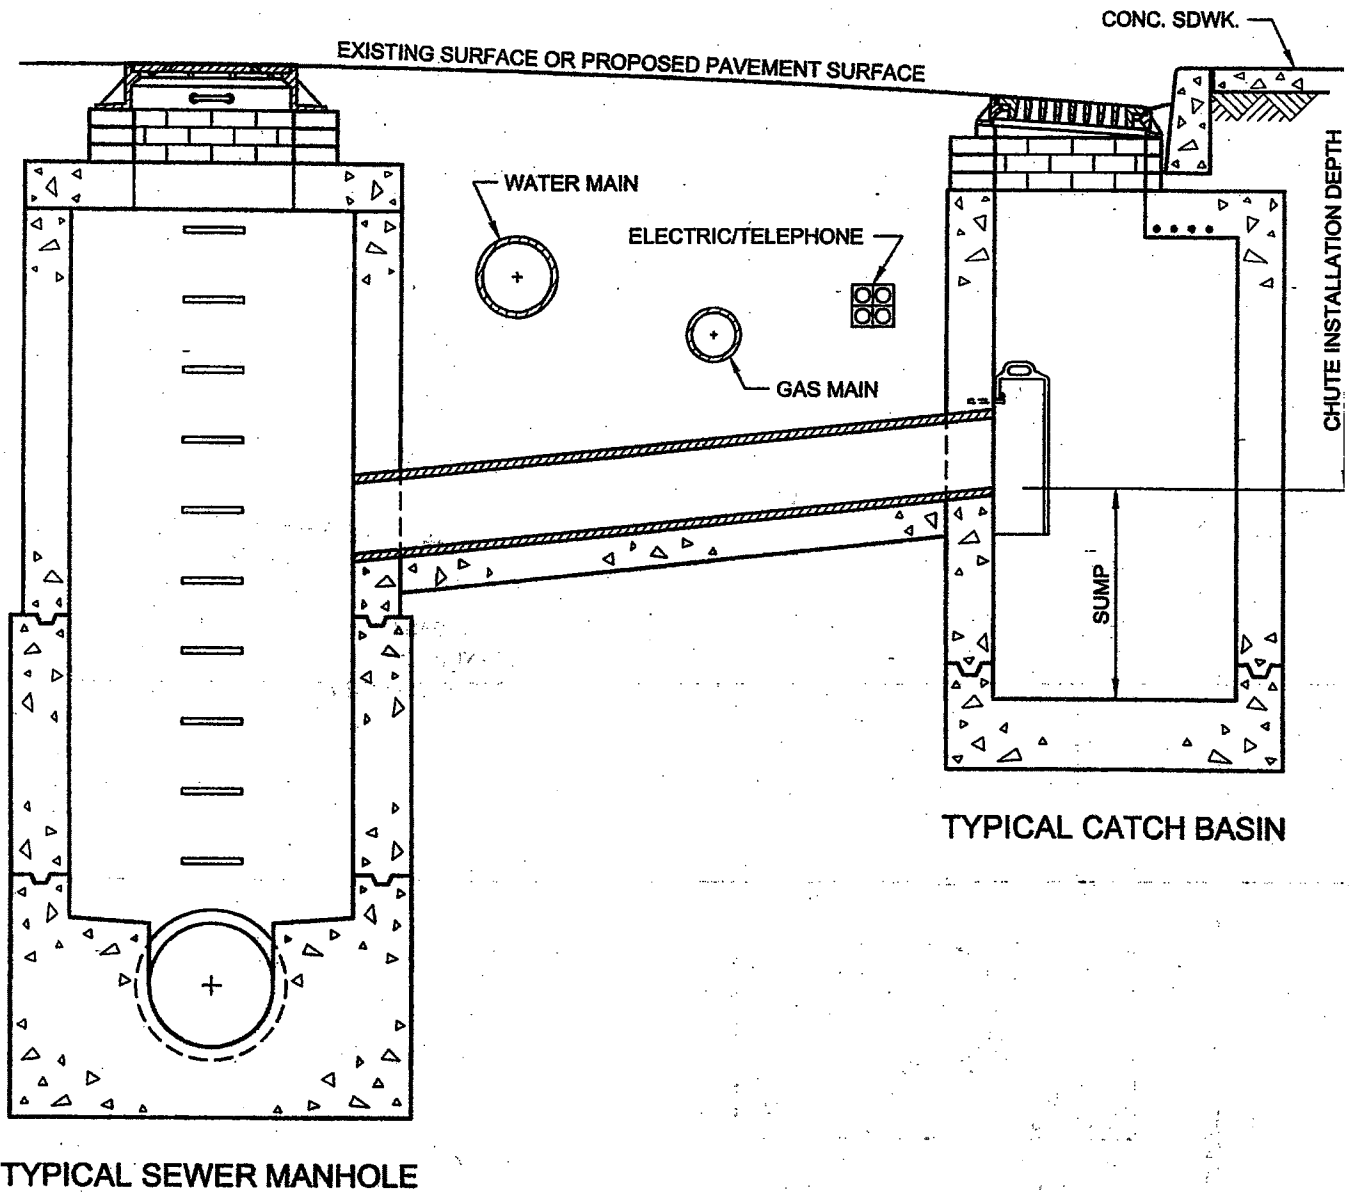 CONC. SDWK.
EXISTING SURFACE OR PROPOSED PAVEMENT SURFACE
WATER MAIN
ELECTRIC/TELEPHONE
GAS MAIN
CHUTE INSTALLATION DEPTH
SUMP
TYPICAL CATCH BASIN
TYPICAL SEWER MANHOLE